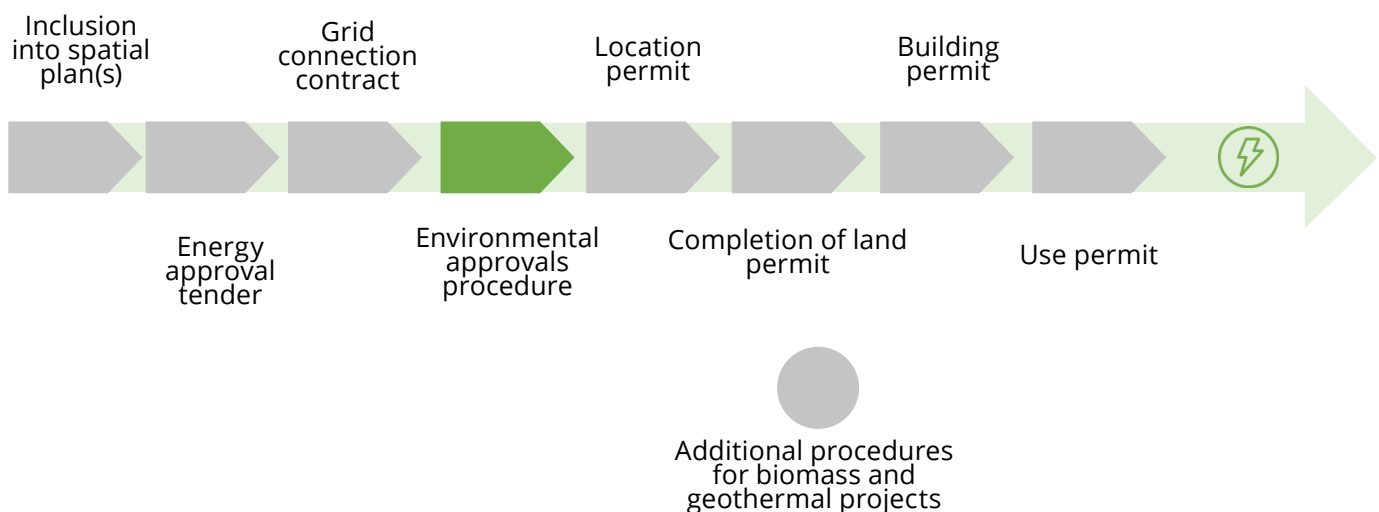 Inclusion
into spatial
plan(s)
Grid
connection
contract
Location
permit
Building
permit
Energy
approval
tender
Environmental
approvals
procedure
Completion of land
permit
Use permit
Additional procedures
for biomass and
geothermal projects